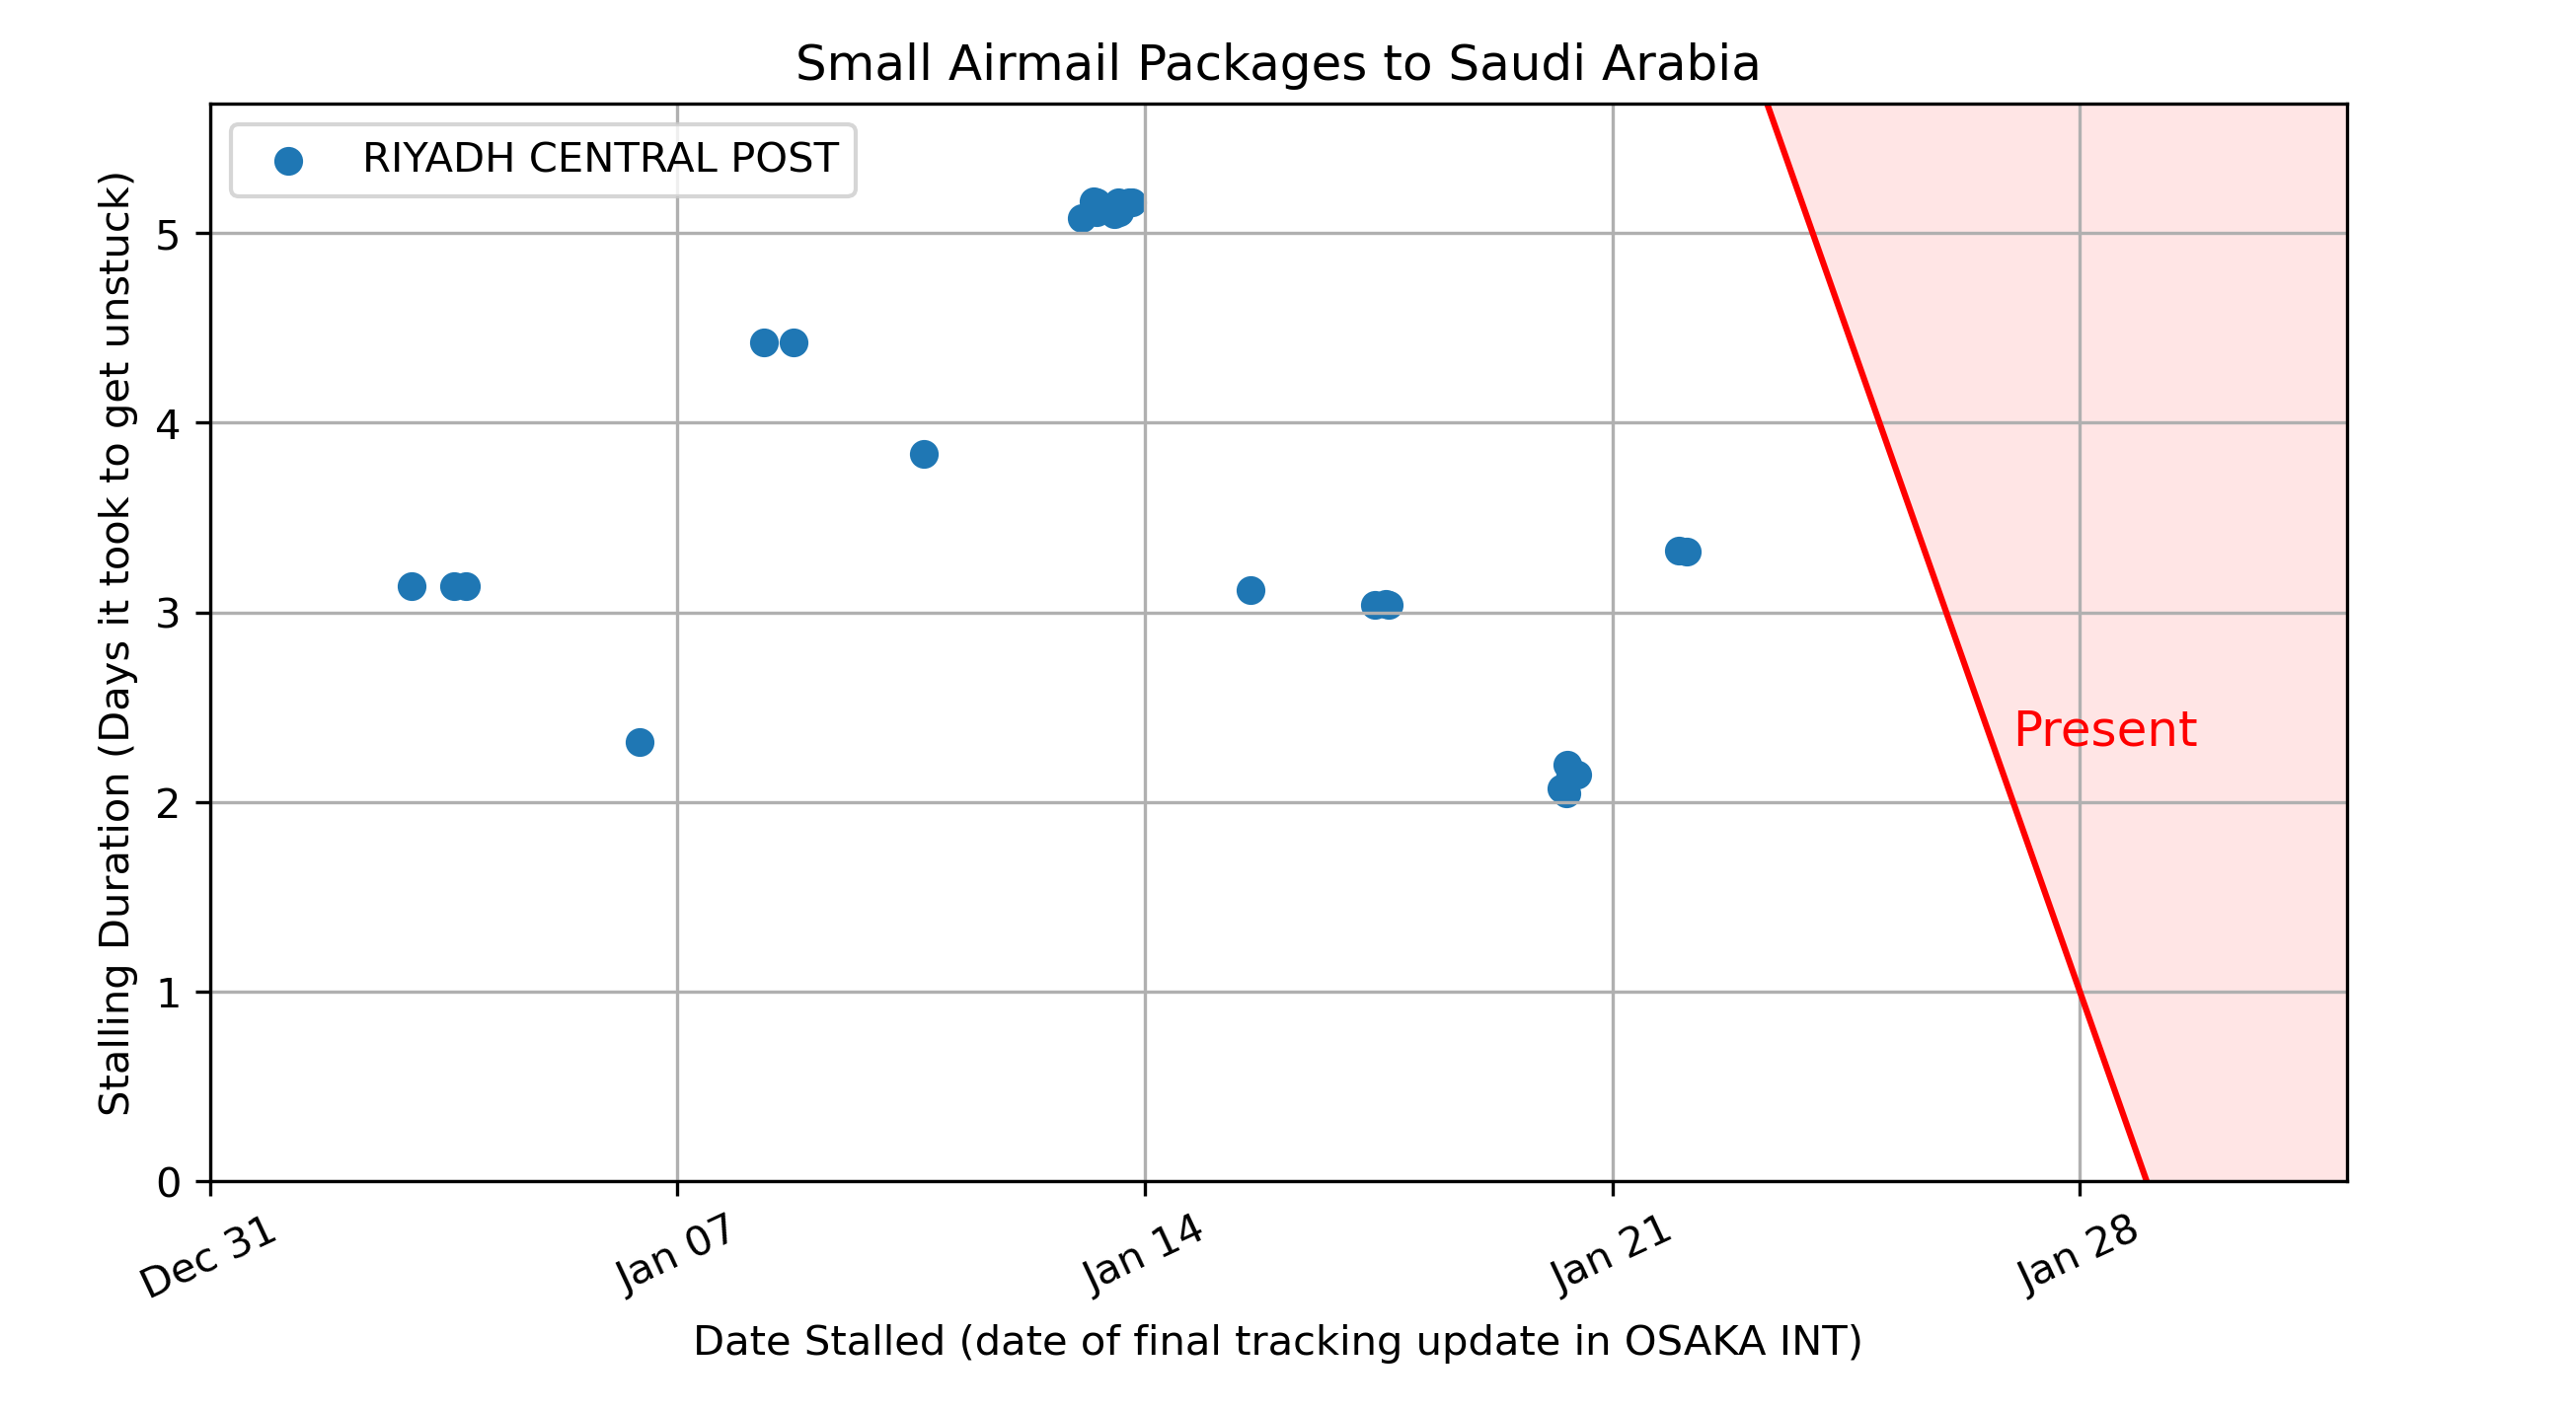 Small Airmail Packages to Saudi Arabia
RIYADH CENTRAL POST
Stalling Duration (Days it took to get unstuck)
5
4
3
2
1
0
Present
Dec 31
Jan 07
Jan 14
Jan 21
Jan 28
Date Stalled (date of final tracking update in OSAKA INT)